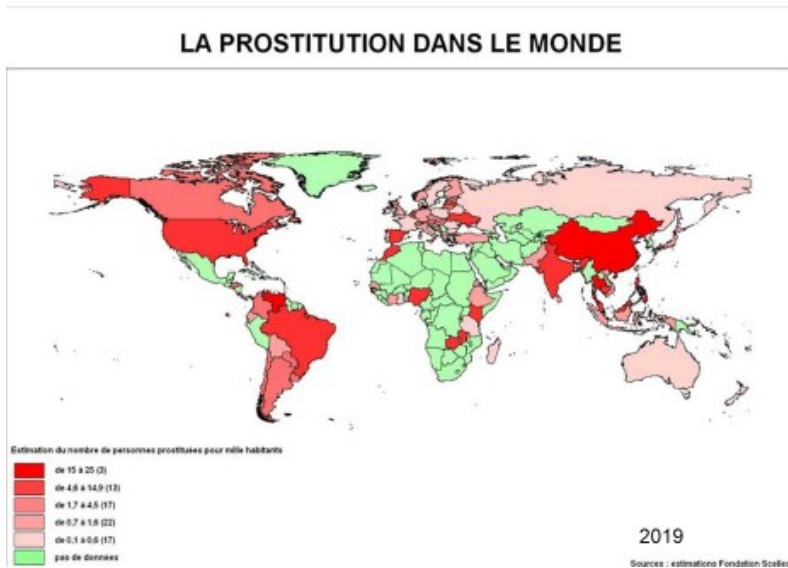 LA PROSTITUTION DANS LE MONDE
Estimation du nombre de personnes prostituées pour mille habitants
de 15 à 25 (3)
de 4,6 à 14,9 (13)
de 1,7 à 4,5 (17)
de 0,7 à 1,6 (22)
de 0,1 à 0,6 (17)
pas de données
2019
Sources : estimations Fondation Scelles